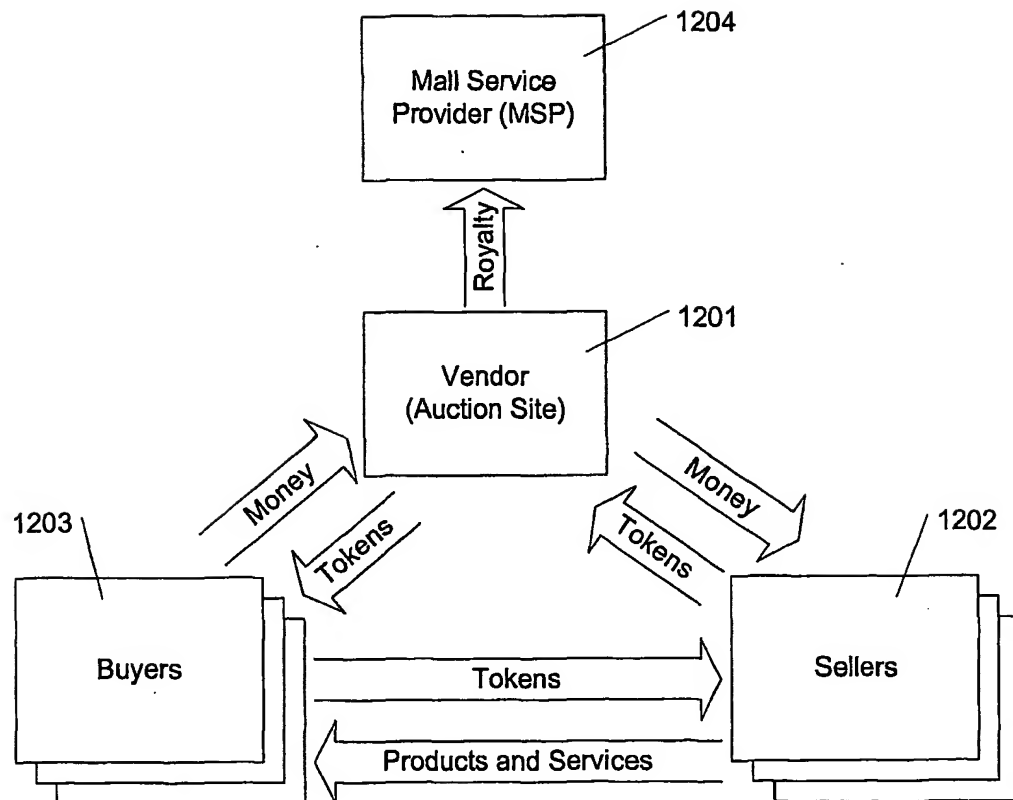 1204
Mall Service
Provider (MSP)
Royalty
1201
Vendor
(Auction Site)
Money
Tokens
Money
Tokens
1203
1202
Buyers
Sellers
Tokens
Products and Services